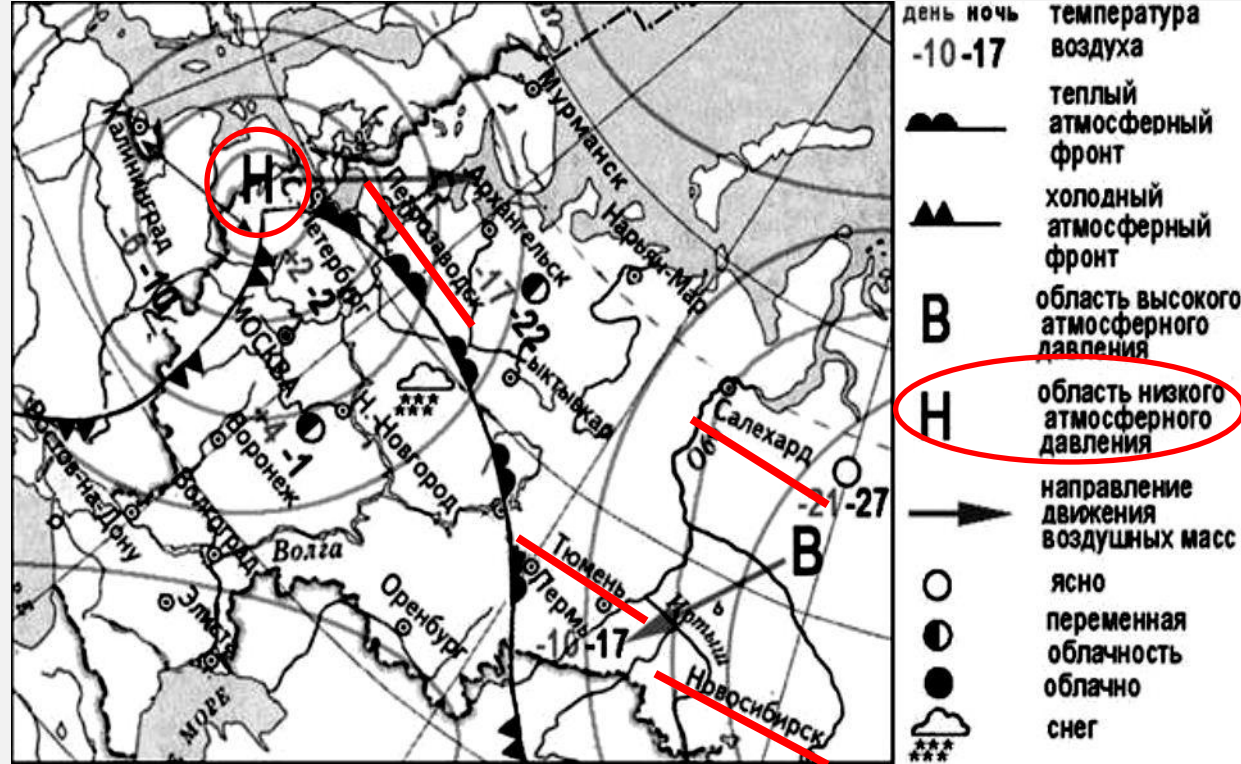 Мурманск
Калининград
+2
Н
С.Петербург
Петрозаводск
Архангельск
Нарьян-Мар
-6 -10
+2 -2
-17
-22
МОСКВА
Сыктывкар
Салехард
Обь
-21 -27
+4 -1
Воронеж
Н. Новгород
В
Ростов-на-Дону
Волгоград
Волга
Тюмень
Иртыш
Пермь
Элиста
Оренбург
-10 -17
Новосибирск
МОРЕ
день ночь температура
-10 -17 воздуха
теплый
атмосферный
фронт
холодный
атмосферный
фронт
В
область высокого
атмосферного
давления
Н
область низкого
атмосферного
давления
направление
движения
воздушных масс
ясно
переменная
облачность
облачно
снег